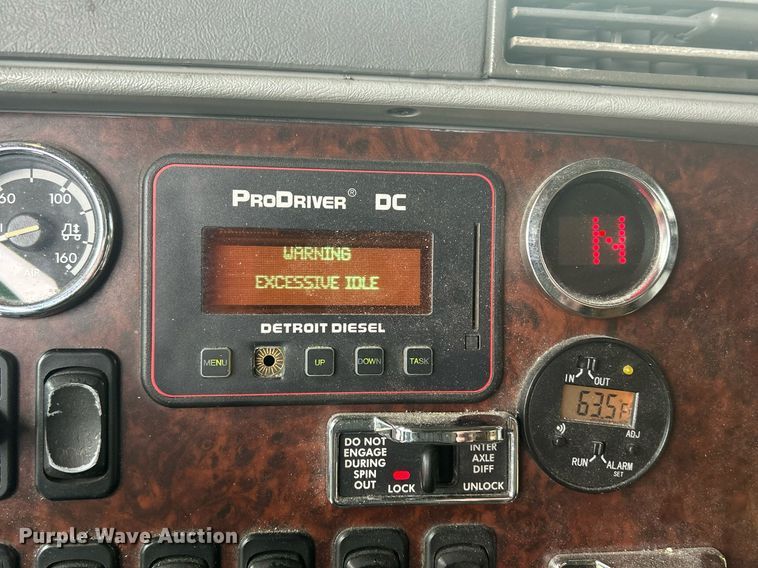 60 100
160
AIR
PRODRIVER® DC
WARNING
EXCESSIVE IDLE
DETROIT DIESEL
MENU UP DOWN TASK
N
IN OUT
63.5°F
ADJ
RUN ALARM
SET
DO NOT
ENGAGE
DURING
SPIN
OUT
LOCK
INTER
AXLE
DIFF
UNLOCK
Purple Wave Auction